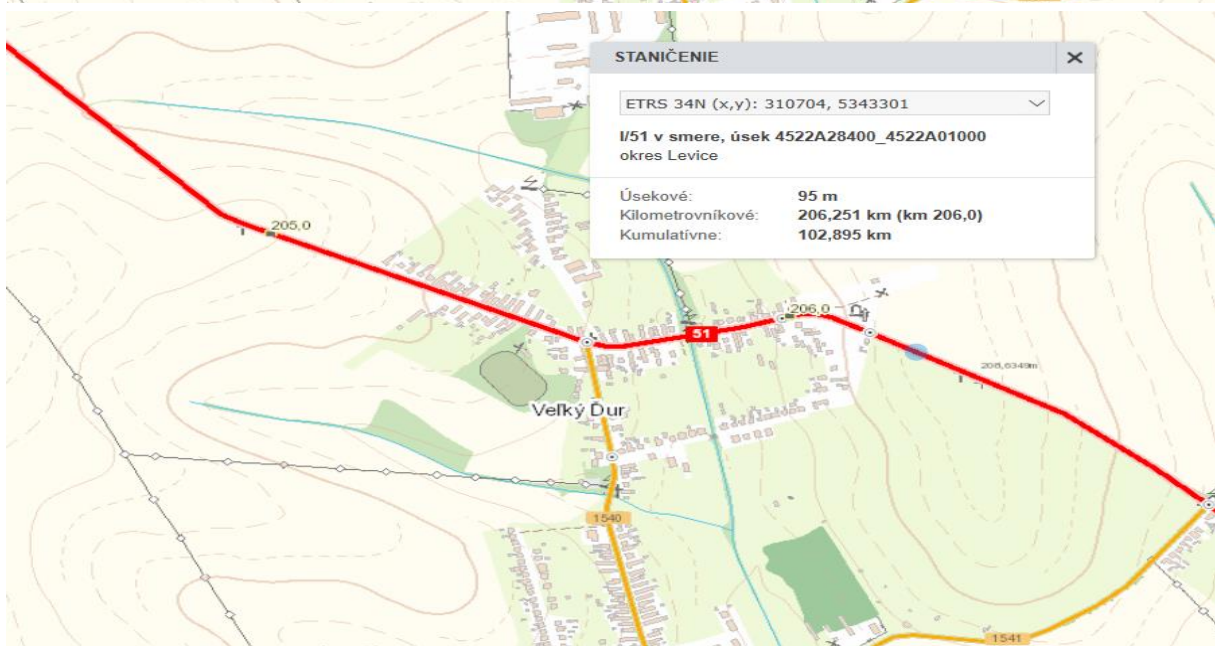 STANIČENIE
ETRS 34N (x,y): 310704, 5343301
I/51 v smere, úsek 4522A28400_4522A01000
okres Levice
Úsekové: 95 m
Kilometrovníkové: 206,251 km (km 206,0)
Kumulatívne: 102,895 km
205,0
206,0
51
Veľký Ďur
1540
1541